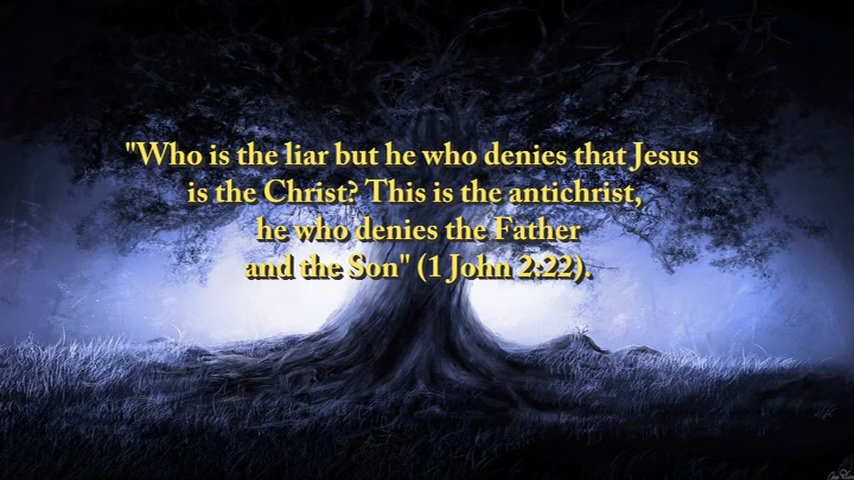 "Who is the liar but he who denies that Jesus
is the Christ? This is the antichrist,
he who denies the Father
and the Son" (1 John 2:22).